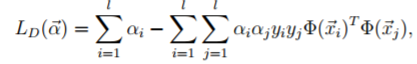 L_D(\vec{\alpha}) = \sum_{i=1}^{l} \alpha_i - \sum_{i=1}^{l} \sum_{j=1}^{l} \alpha_i \alpha_j y_i y_j \Phi(\vec{x}_i)^T \Phi(\vec{x}_j),